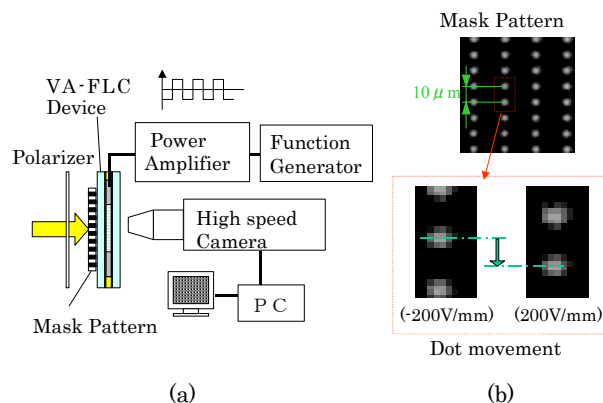 VA-FLC
Device
Polarizer
Power
Amplifier
Function
Generator
High speed
Camera
P C
Mask Pattern
(a)
Mask Pattern
10μm
(-200V/mm)
(200V/mm)
Dot movement
(b)